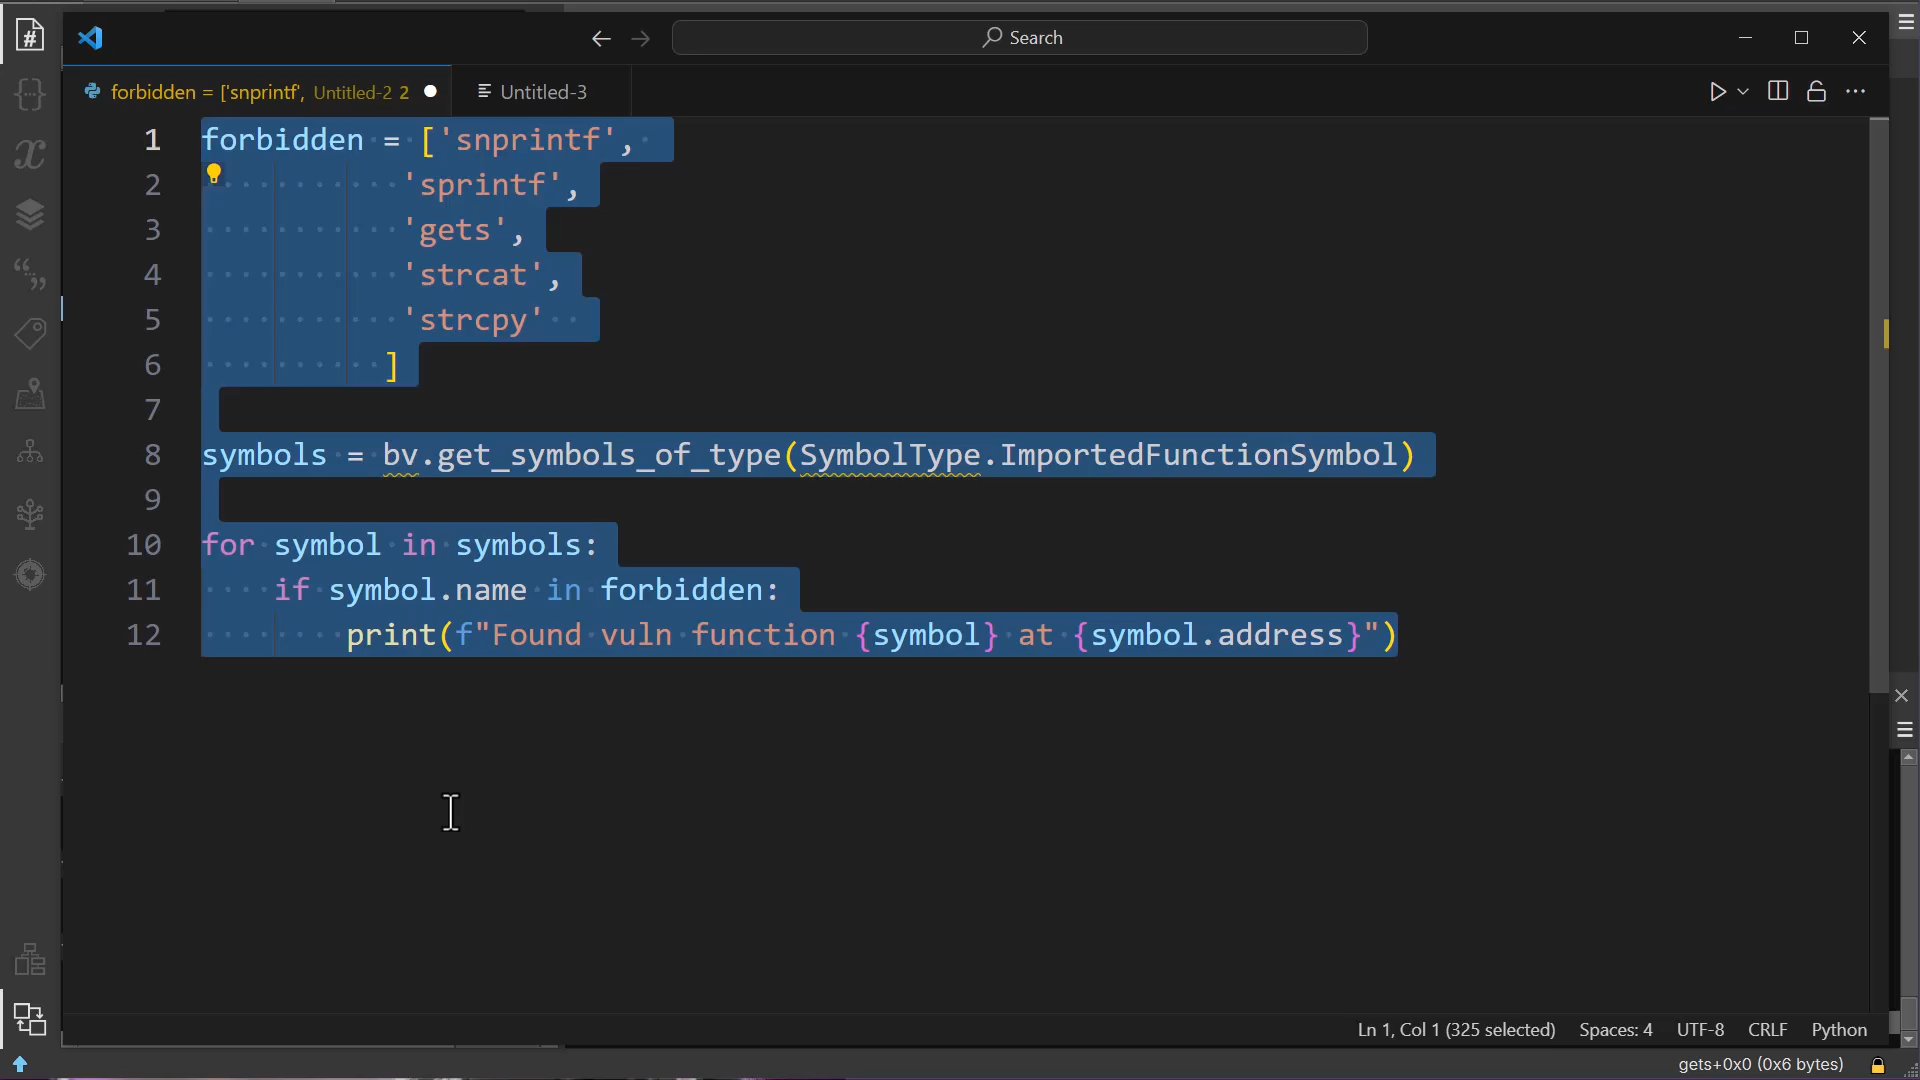 Search
forbidden = ['snprintf', Untitled-2 2
Untitled-3
1 forbidden = ['snprintf',
2 'sprintf',
3 'gets',
4 'strcat',
5 'strcpy'
6 ]
7
8 symbols = bv.get_symbols_of_type(SymbolType.ImportedFunctionSymbol)
9
10 for symbol in symbols:
11 if symbol.name in forbidden:
12 print(f"Found vuln function {symbol} at {symbol.address}")
Ln 1, Col 1 (325 selected) Spaces: 4 UTF-8 CRLF Python
gets+0x0 (0x6 bytes)